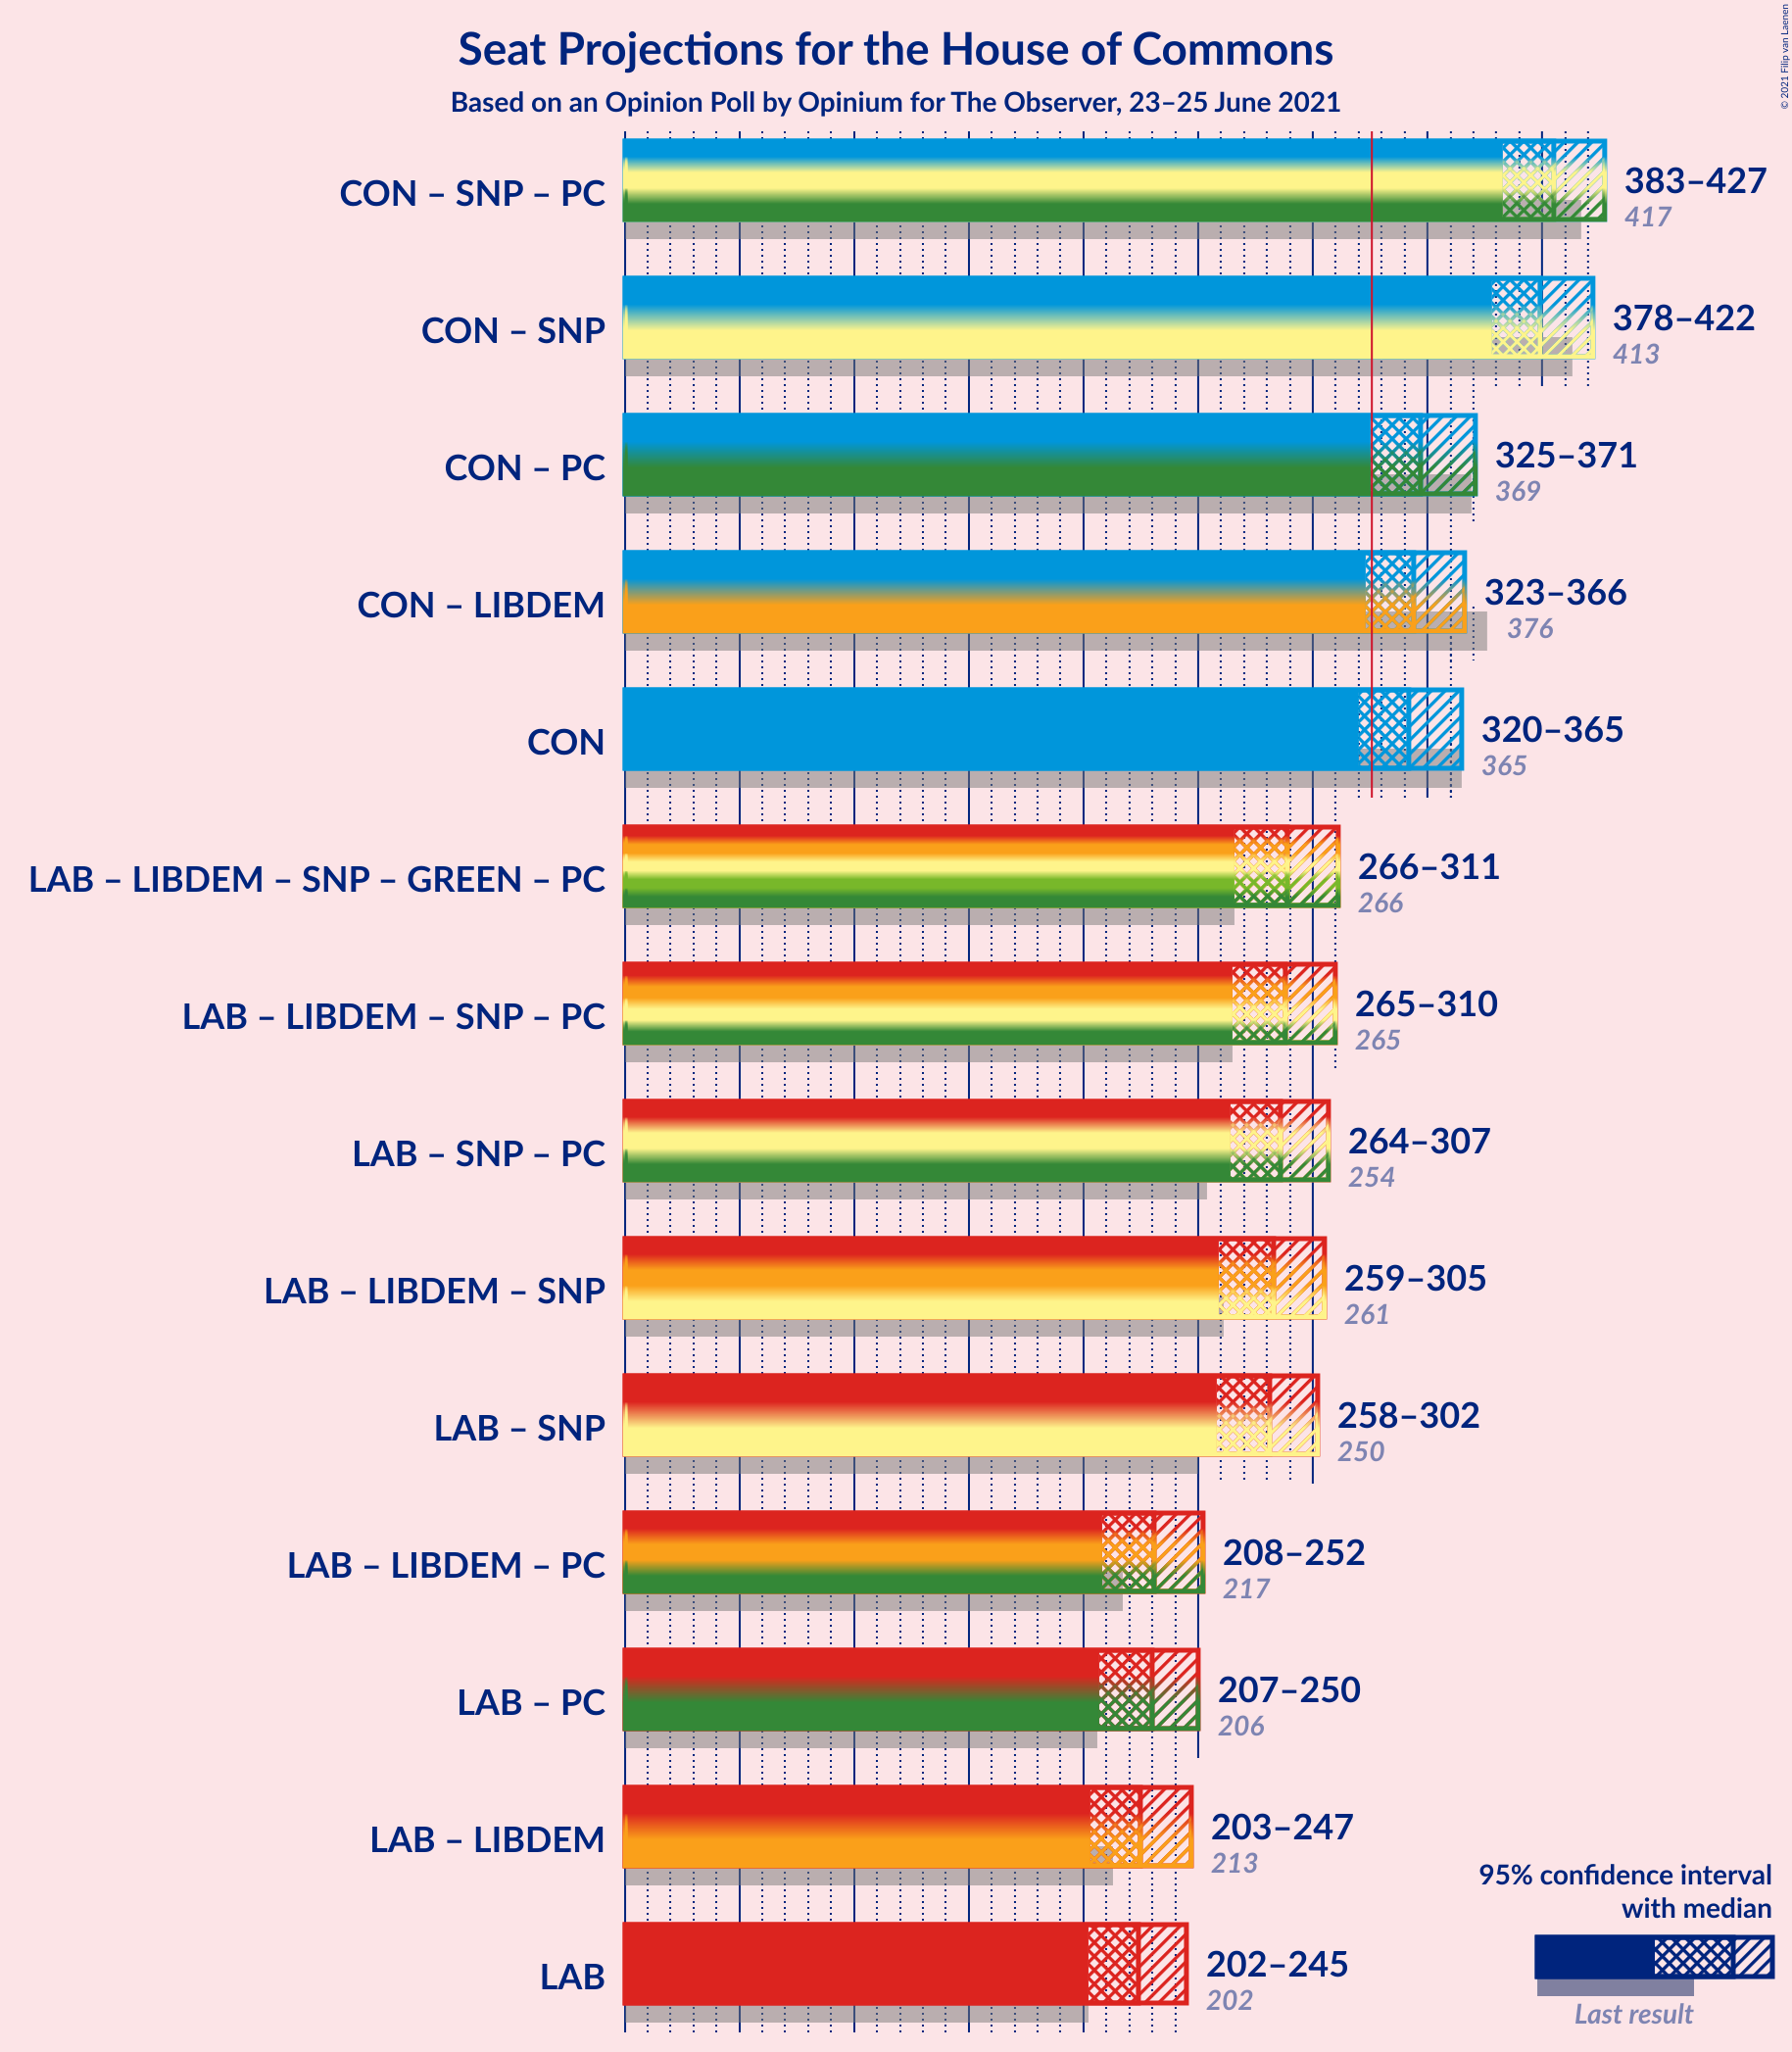 Seat Projections for the House of Commons
Based on an Opinion Poll by Opinium for The Observer, 23–25 June 2021
© 2021 Filip van Laenen
CON – SNP – PC
383–427
417
CON – SNP
378–422
413
CON – PC
325–371
369
CON – LIBDEM
323–366
376
CON
320–365
365
LAB – LIBDEM – SNP – GREEN – PC
266–311
266
LAB – LIBDEM – SNP – PC
265–310
265
LAB – SNP – PC
264–307
254
LAB – LIBDEM – SNP
259–305
261
LAB – SNP
258–302
250
LAB – LIBDEM – PC
208–252
217
LAB – PC
207–250
206
LAB – LIBDEM
203–247
213
LAB
202–245
202
95% confidence interval
with median
Last result